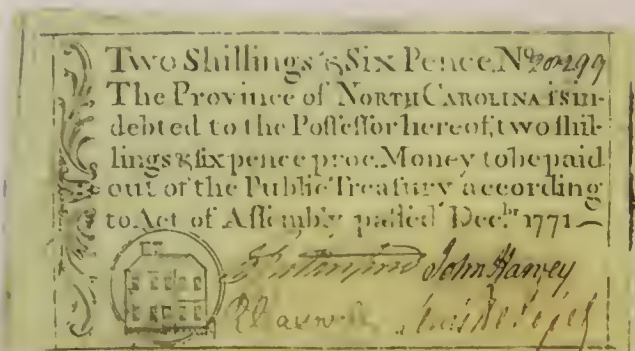 Two Shillings & Six Pence. No 20299
The Province of NORTH CAROLINA is in-
debted to the Poſſeſſor hereof, two ſhil-
lings & ſix pence proc. Money to be paid
out of the Public Treaſury according
to Act of Aſſembly paſſed Decbr. 1771
John Harvey